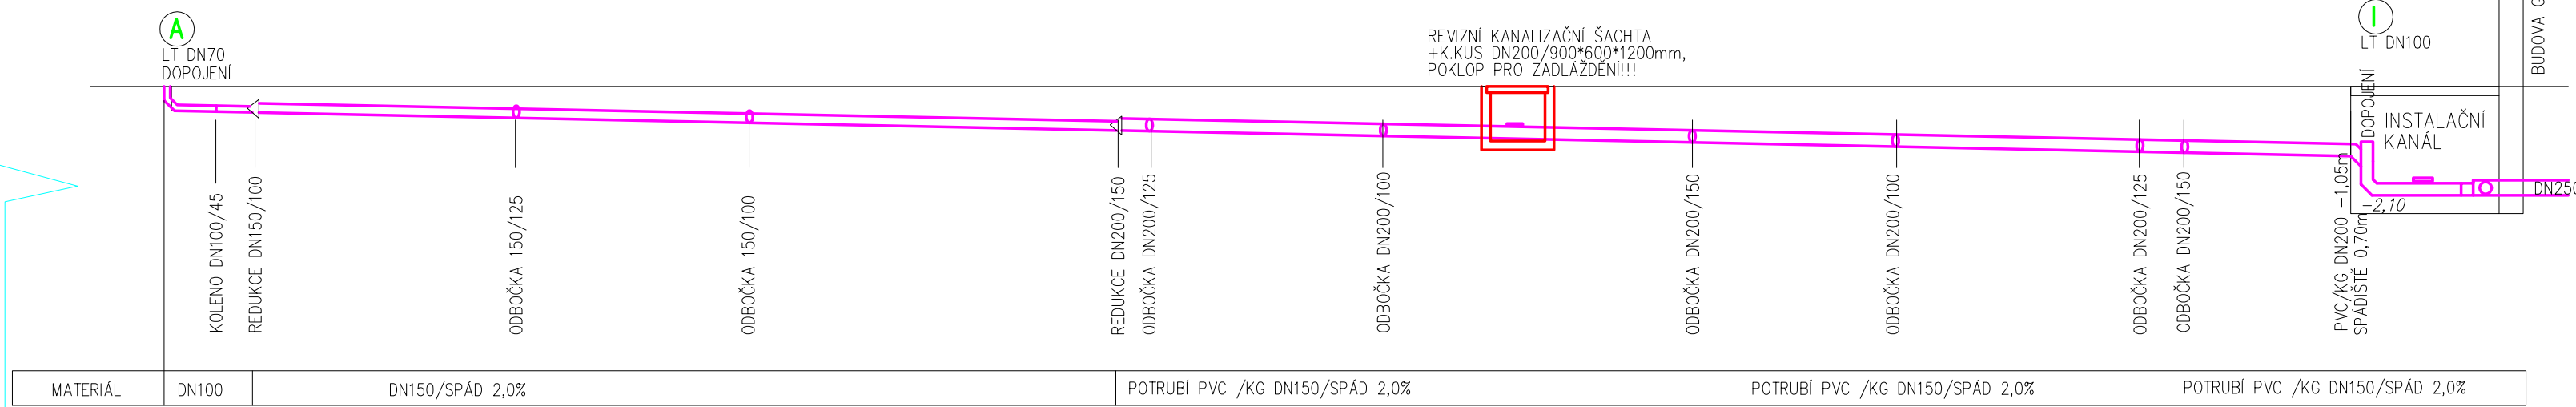 A
LT DN70
DOPOJENÍ
REVIZNÍ KANALIZAČNÍ ŠACHTA
+K.KUS DN200/900*600*1200mm,
POKLOP PRO ZADLÁŽDĚNÍ!!!
I
LT DN100
DOPOJENÍ
BUDOVA G
INSTALAČNÍ
KANÁL
DN250
-2,10
KOLENO DN100/45
REDUKCE DN150/100
ODBOČKA 150/125
ODBOČKA 150/100
REDUKCE DN200/150
ODBOČKA DN200/125
ODBOČKA DN200/100
ODBOČKA DN200/150
ODBOČKA DN200/100
ODBOČKA DN200/125
ODBOČKA DN200/150
PVC/KG DN200 -1,05m
SPÁDIŠTĚ 0,70m
MATERIÁL
DN100
DN150/SPÁD 2,0%
POTRUBÍ PVC /KG DN150/SPÁD 2,0%
POTRUBÍ PVC /KG DN150/SPÁD 2,0%
POTRUBÍ PVC /KG DN150/SPÁD 2,0%